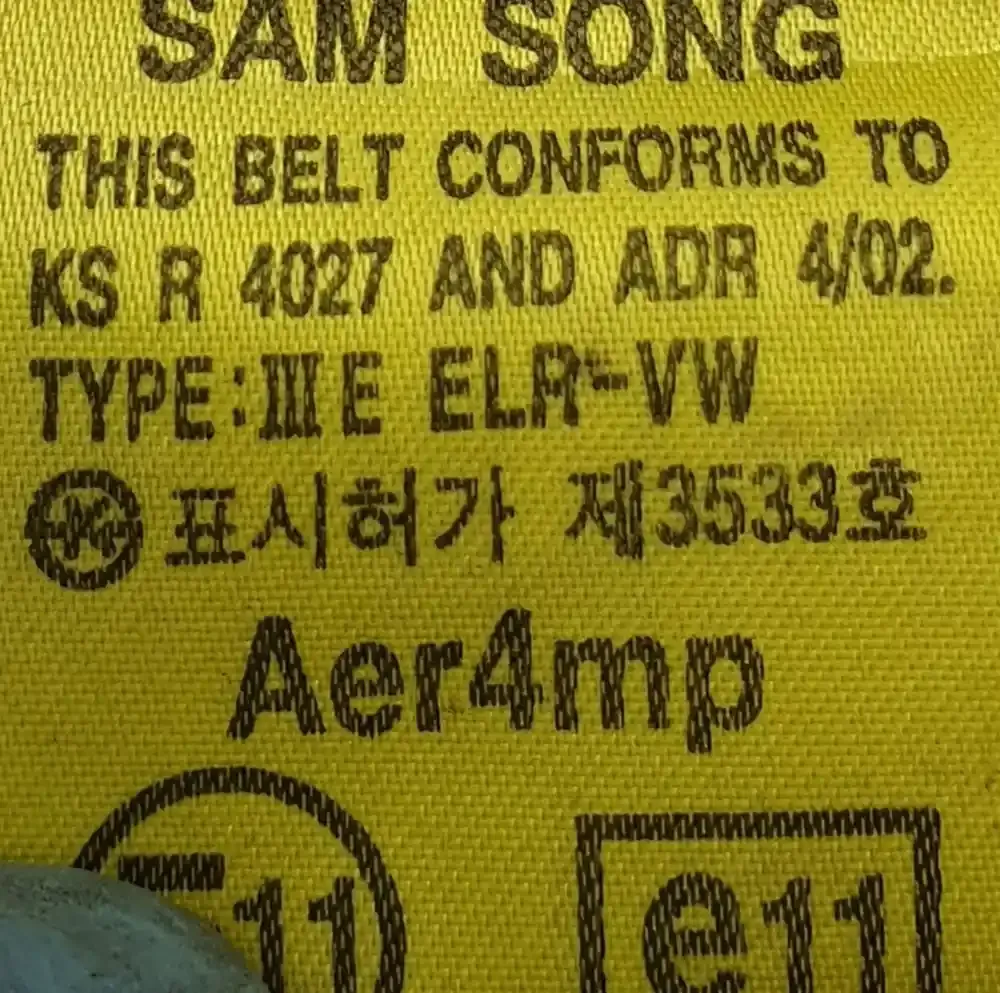 SAM SONG
THIS BELT CONFORMS TO
KS R 4027 AND ADR 4/02.
TYPE:ⅢE ELR-VW
㉿ 표시허가 제3533호
Aer4mp
11 e11